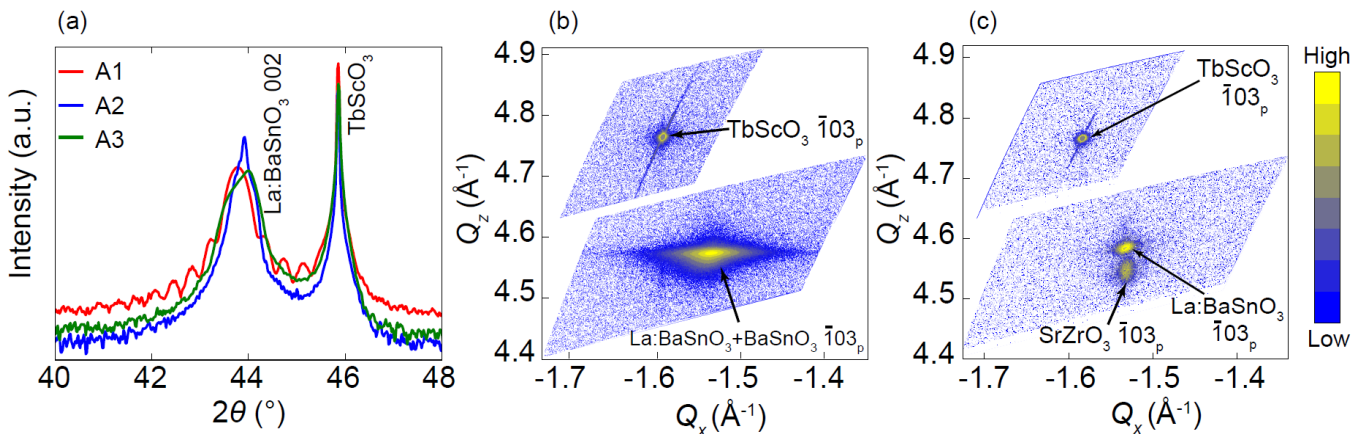 (a)
Intensity (a.u.)
A1
A2
A3
La:BaSnO₃ 002
TbScO₃
40 42 44 46 48
2θ (°)
(b)
Q_z (Å⁻¹)
4.9
4.8
4.7
4.6
4.5
4.4
TbScO₃ 1̄03ₚ
La:BaSnO₃+BaSnO₃ 1̄03ₚ
-1.7 -1.6 -1.5 -1.4
Qₓ (Å⁻¹)
(c)
Q_z (Å⁻¹)
4.9
4.8
4.7
4.6
4.5
4.4
TbScO₃
1̄03ₚ
La:BaSnO₃
1̄03ₚ
SrZrO₃ 1̄03ₚ
-1.7 -1.6 -1.5 -1.4
Qₓ (Å⁻¹)
High
Low